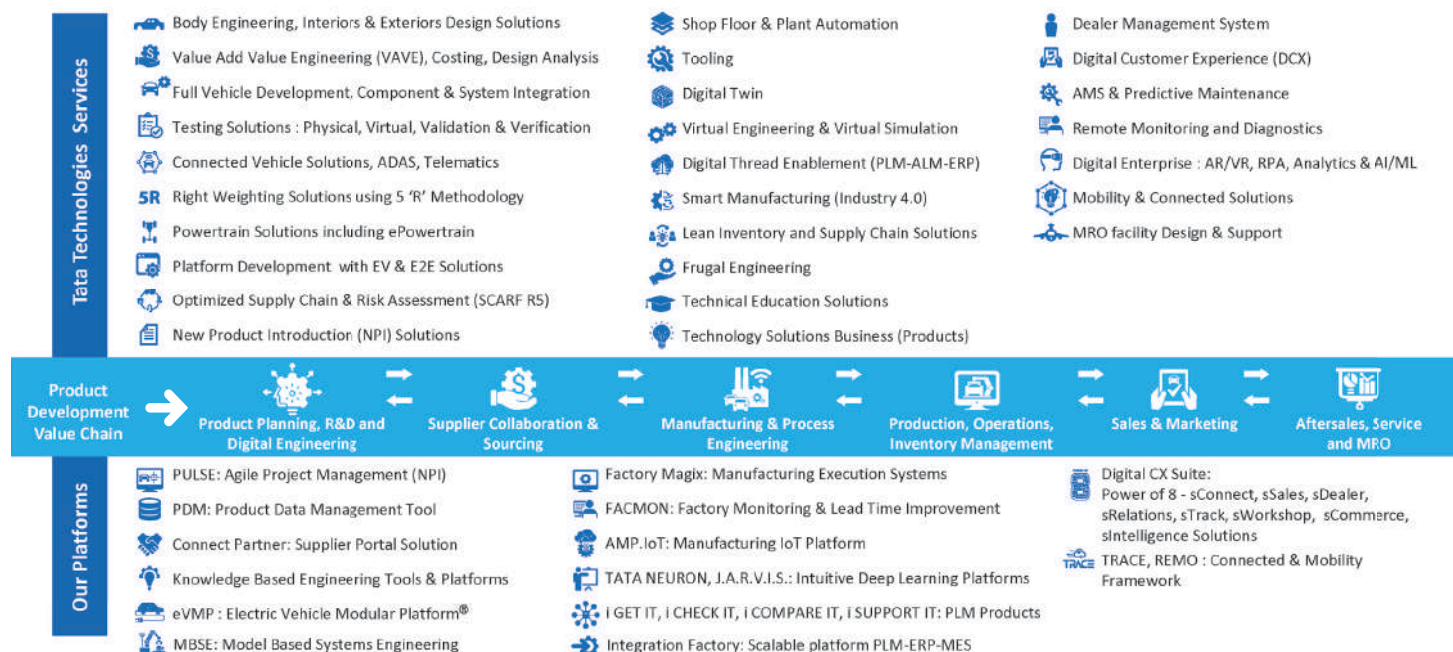 Tata Technologies Services
Body Engineering, Interiors & Exteriors Design Solutions
Value Add Value Engineering (VAVE), Costing, Design Analysis
Full Vehicle Development, Component & System Integration
Testing Solutions : Physical, Virtual, Validation & Verification
Connected Vehicle Solutions, ADAS, Telematics
5R Right Weighting Solutions using 5 ‘R’ Methodology
Powertrain Solutions including ePowertrain
Platform Development with EV & E2E Solutions
Optimized Supply Chain & Risk Assessment (SCARF R5)
New Product Introduction (NPI) Solutions
Shop Floor & Plant Automation
Tooling
Digital Twin
Virtual Engineering & Virtual Simulation
Digital Thread Enablement (PLM-ALM-ERP)
Smart Manufacturing (Industry 4.0)
Lean Inventory and Supply Chain Solutions
Frugal Engineering
Technical Education Solutions
Technology Solutions Business (Products)
Dealer Management System
Digital Customer Experience (DCX)
AMS & Predictive Maintenance
Remote Monitoring and Diagnostics
Digital Enterprise : AR/VR, RPA, Analytics & AI/ML
Mobility & Connected Solutions
MRO facility Design & Support
Product
Development
Value Chain
Product Planning, R&D and
Digital Engineering
Supplier Collaboration &
Sourcing
Manufacturing & Process
Engineering
Production, Operations,
Inventory Management
Sales & Marketing
Aftersales, Service
and MRO
Our Platforms
PULSE: Agile Project Management (NPI)
PDM: Product Data Management Tool
Connect Partner: Supplier Portal Solution
Knowledge Based Engineering Tools & Platforms
eVMP : Electric Vehicle Modular Platform®
MBSE: Model Based Systems Engineering
Factory Magix: Manufacturing Execution Systems
FACMON: Factory Monitoring & Lead Time Improvement
AMP.IoT: Manufacturing IoT Platform
TATA NEURON, J.A.R.V.I.S.: Intuitive Deep Learning Platforms
i GET IT, i CHECK IT, i COMPARE IT, i SUPPORT IT: PLM Products
Integration Factory: Scalable platform PLM-ERP-MES
Digital CX Suite:
Power of 8 - sConnect, sSales, sDealer,
sRelations, sTrack, sWorkshop, sCommerce,
sIntelligence Solutions
TRACE TRACE, REMO : Connected & Mobility
Framework